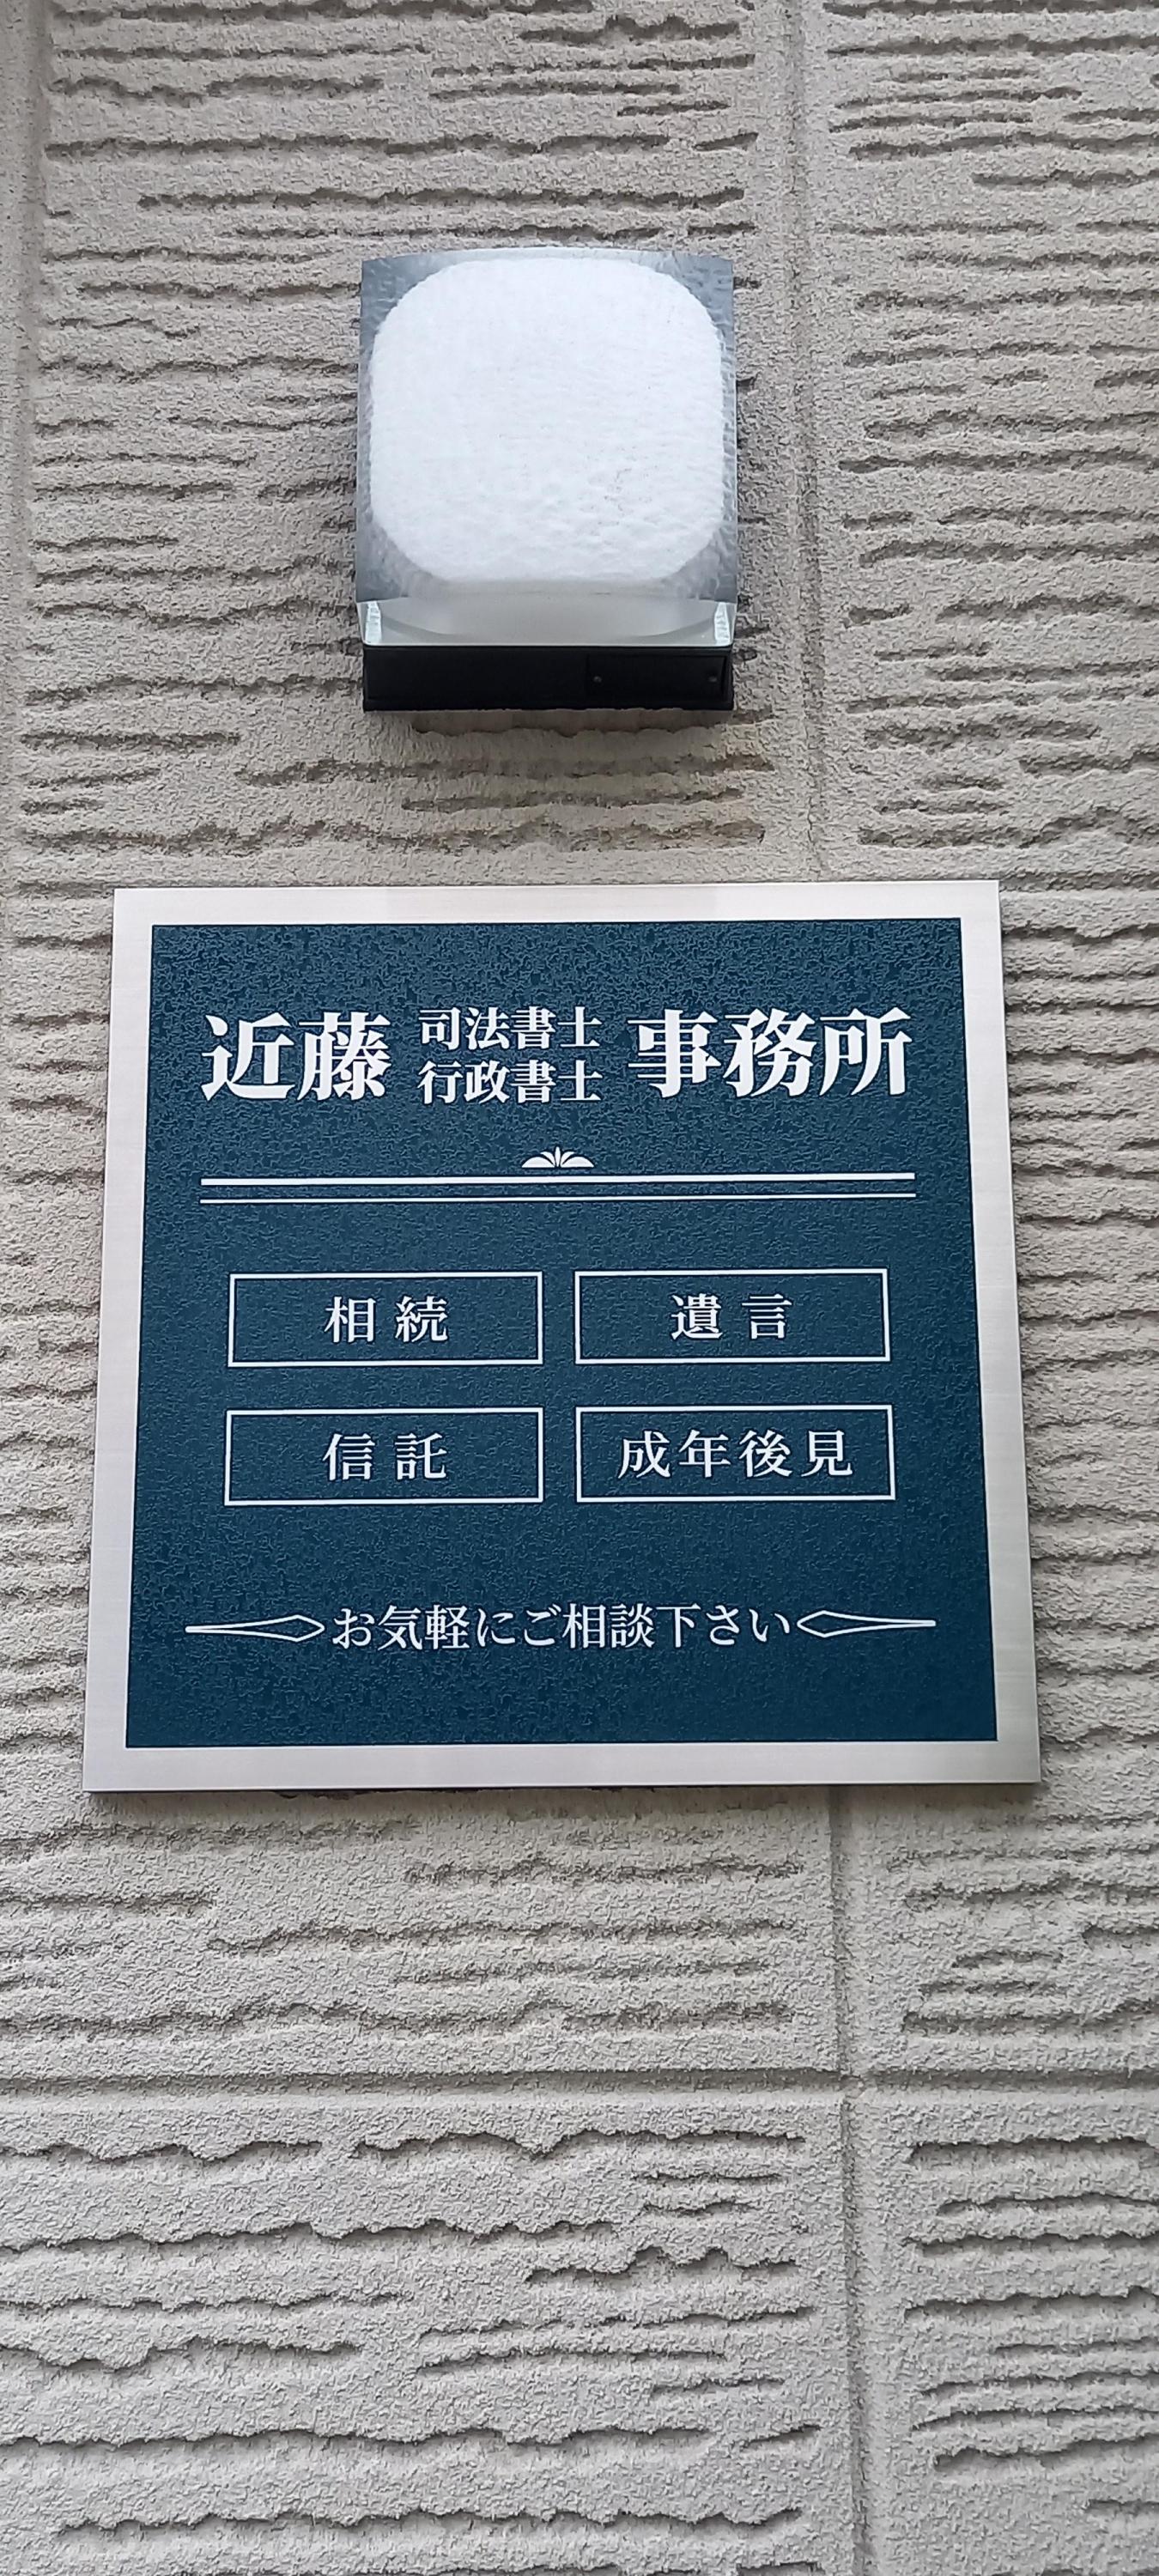 近藤 司法書士 行政書士 事務所
相続 遺言
信託 成年後見
お気軽にご相談下さい